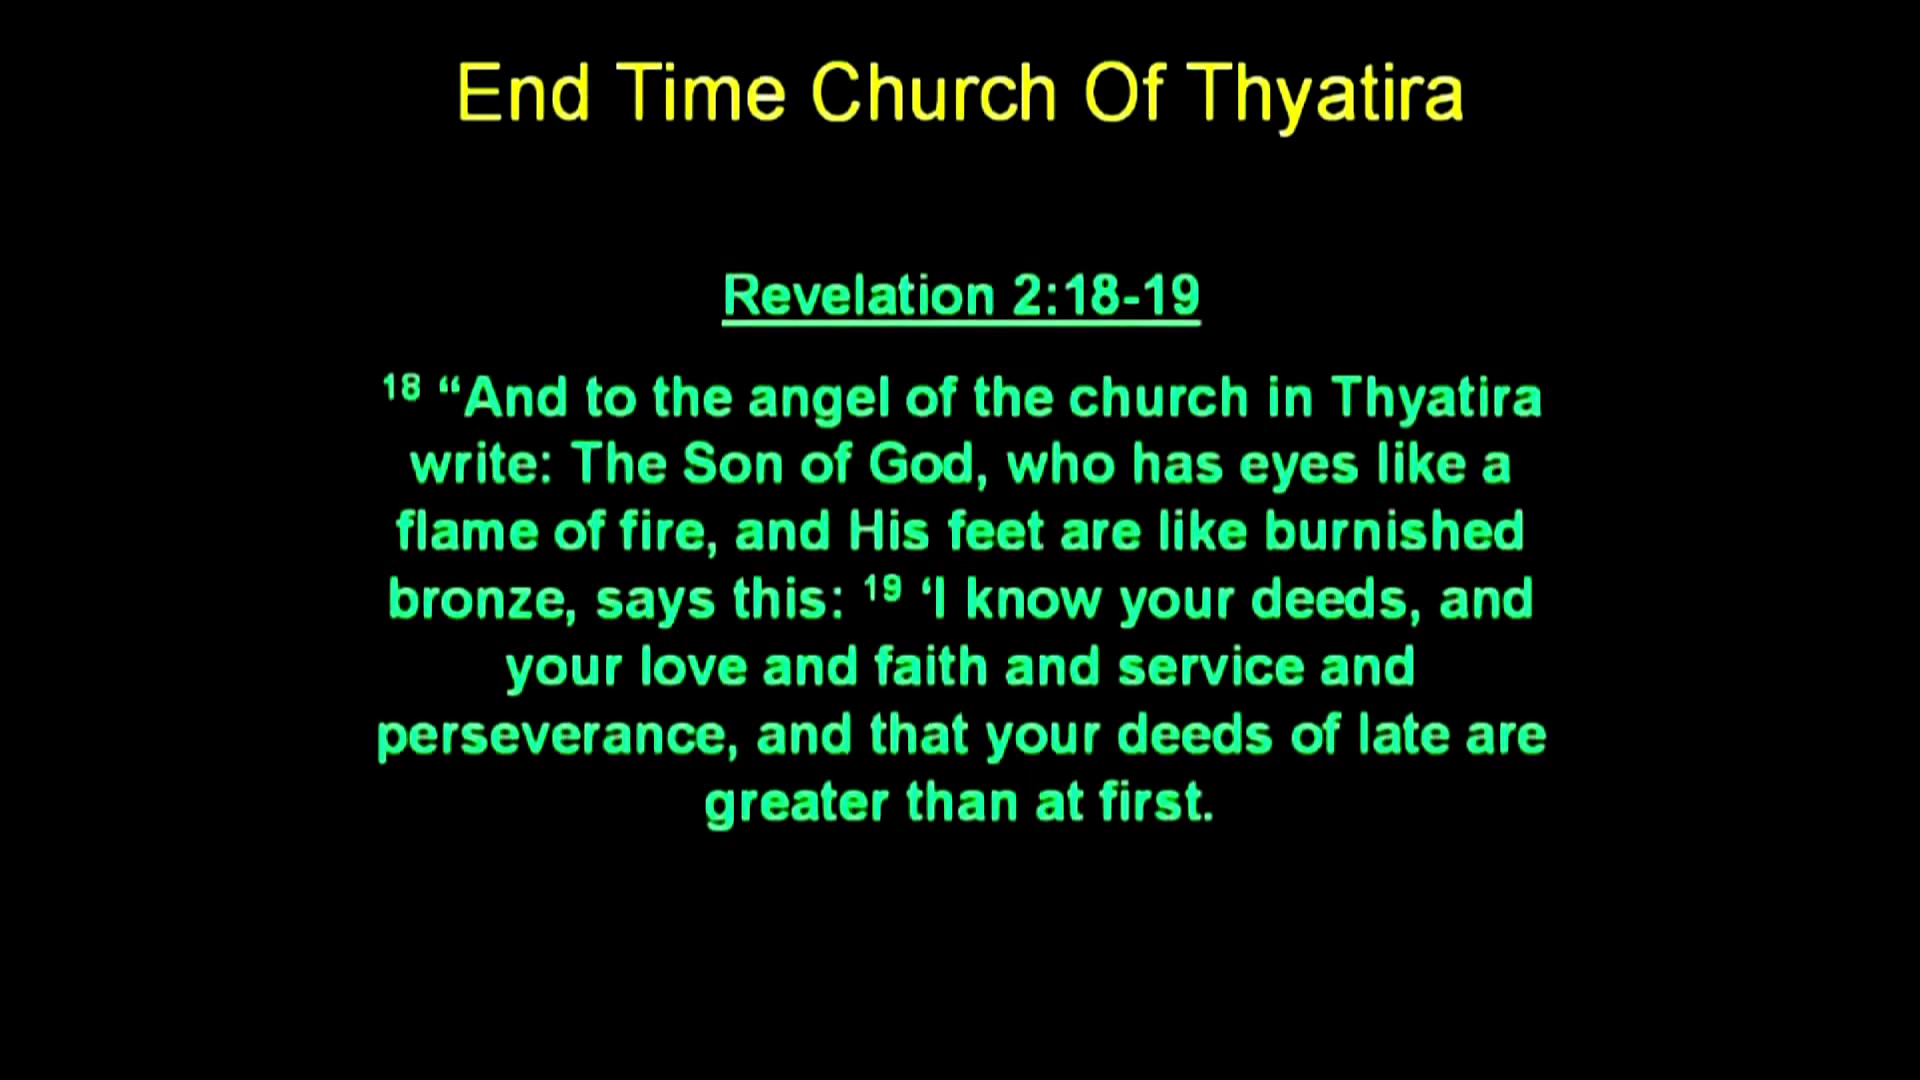 End Time Church Of Thyatira
Revelation 2:18-19
18 “And to the angel of the church in Thyatira
write: The Son of God, who has eyes like a
flame of fire, and His feet are like burnished
bronze, says this: 19 ‘I know your deeds, and
your love and faith and service and
perseverance, and that your deeds of late are
greater than at first.